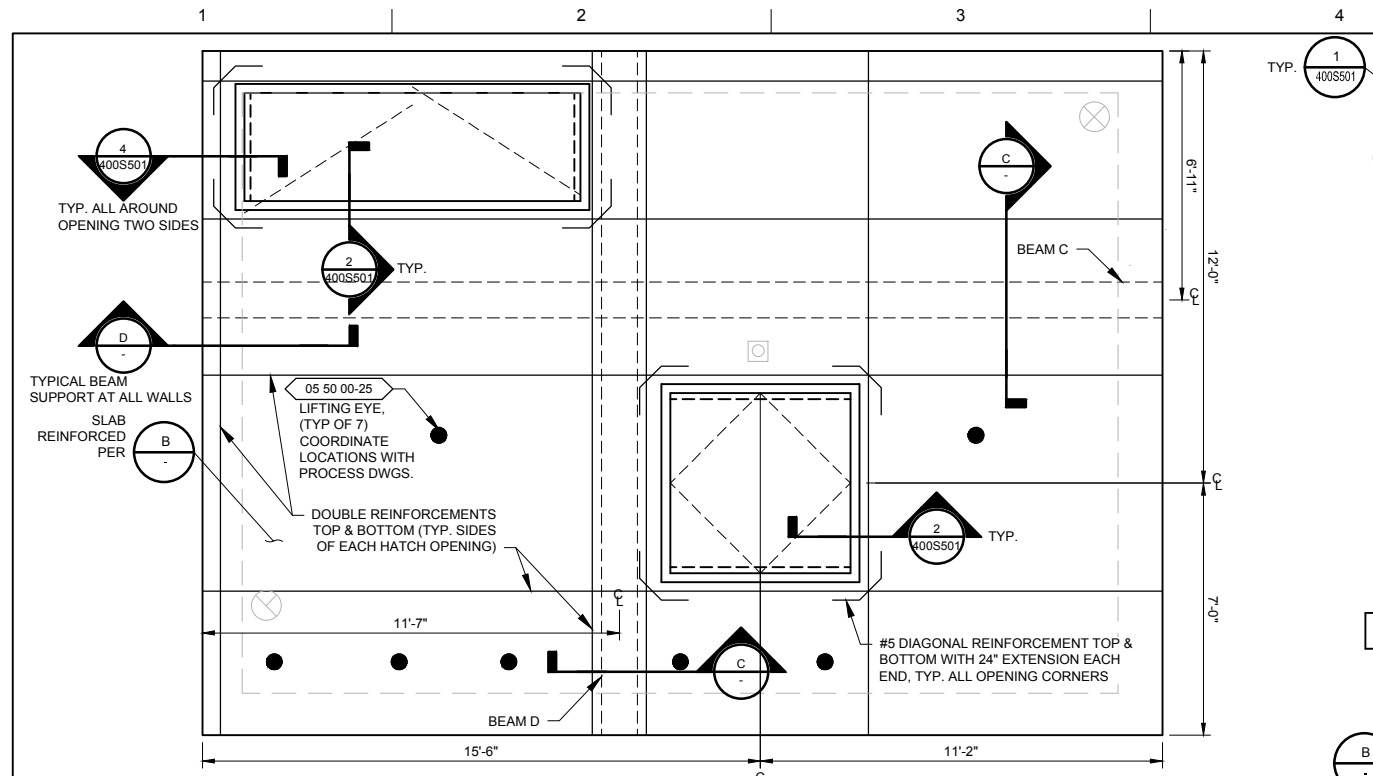 1
2
3
4
TYP.
1
400S501
4
400S501
TYP. ALL AROUND
OPENING TWO SIDES
2
400S501
TYP.
C
-
BEAM C
6'-11"
12'-0"
CL
D
-
TYPICAL BEAM
SUPPORT AT ALL WALLS
SLAB
REINFORCED
PER
B
-
05 50 00-25
LIFTING EYE,
(TYP OF 7)
COORDINATE
LOCATIONS WITH
PROCESS DWGS.
CL
DOUBLE REINFORCEMENTS
TOP & BOTTOM (TYP. SIDES
OF EACH HATCH OPENING)
2
400S501
TYP.
CL
11'-7"
7'-0"
#5 DIAGONAL REINFORCEMENT TOP &
BOTTOM WITH 24" EXTENSION EACH
END, TYP. ALL OPENING CORNERS
C
-
BEAM D
15'-6"
11'-2"
B
-